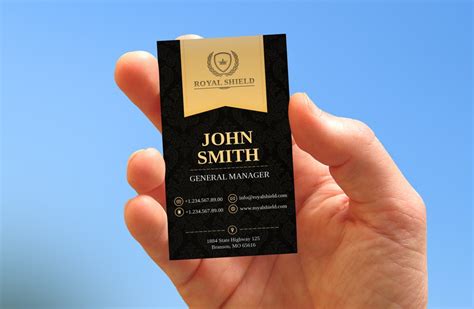 ROYAL SHIELD
JOHN
SMITH
GENERAL MANAGER
+1.234.567.89.00 info@royalshield.com
+1.234.567.89.00 www.royalshield.com
1884 State Highway 125
Branson, MO 65616